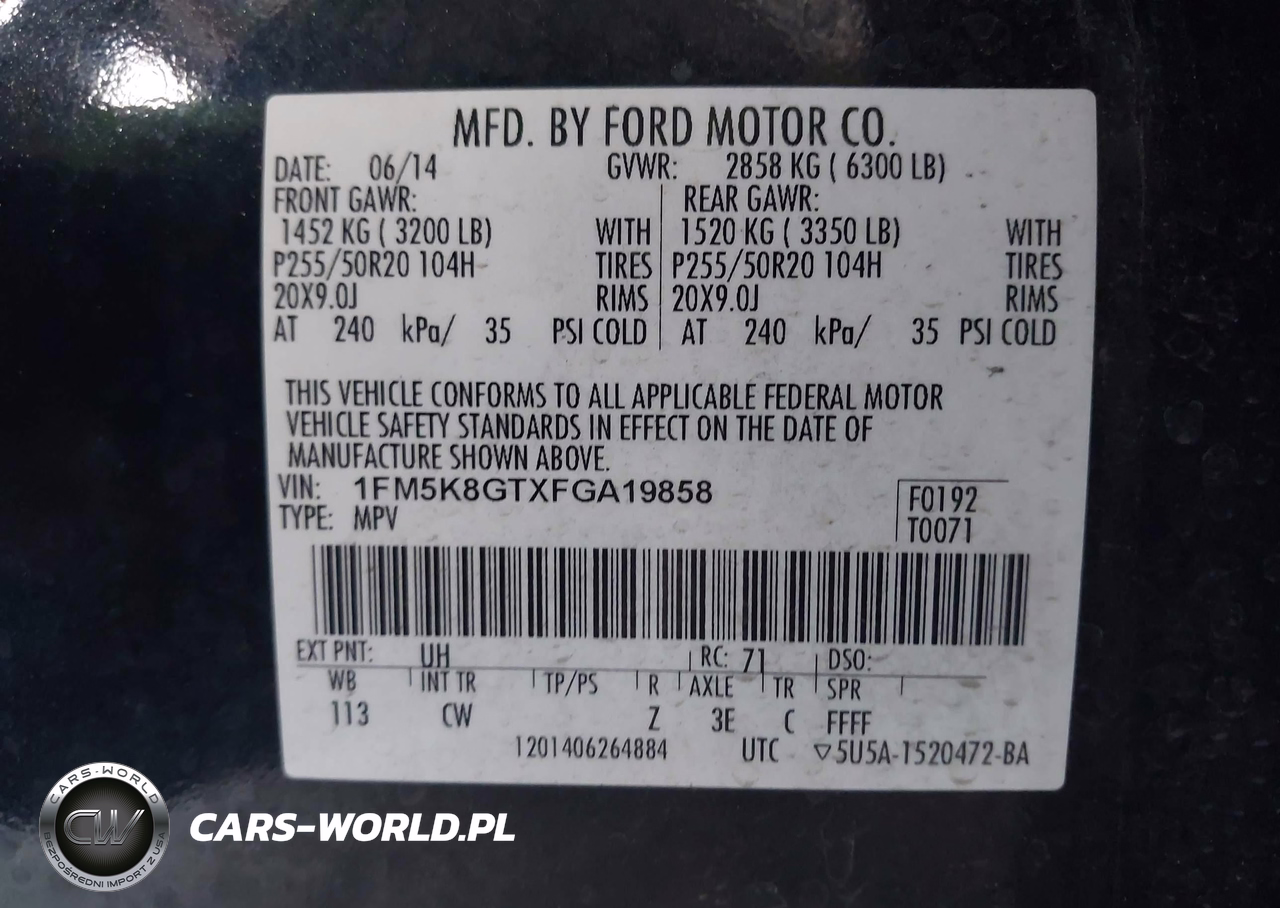 MFD. BY FORD MOTOR CO.
DATE: 06/14 GVWR: 2858 KG ( 6300 LB)
FRONT GAWR: REAR GAWR:
1452 KG ( 3200 LB) WITH 1520 KG ( 3350 LB) WITH
P255/50R20 104H TIRES P255/50R20 104H TIRES
20X9.0J RIMS 20X9.0J RIMS
AT 240 kPa/ 35 PSI COLD AT 240 kPa/ 35 PSI COLD
THIS VEHICLE CONFORMS TO ALL APPLICABLE FEDERAL MOTOR
VEHICLE SAFETY STANDARDS IN EFFECT ON THE DATE OF
MANUFACTURE SHOWN ABOVE.
VIN: 1FM5K8GTXFGA19858 F0192
TYPE: MPV T0071
EXT PNT: UH RC: 71 DSO:
WB INT TR TP/PS R AXLE TR SPR
113 CW Z 3E C FFFF
1201406264884 UTC ▽5U5A-1520472-BA
CARS-WORLD
CW
BEZPOŚREDNI IMPORT Z USA
CARS-WORLD.PL